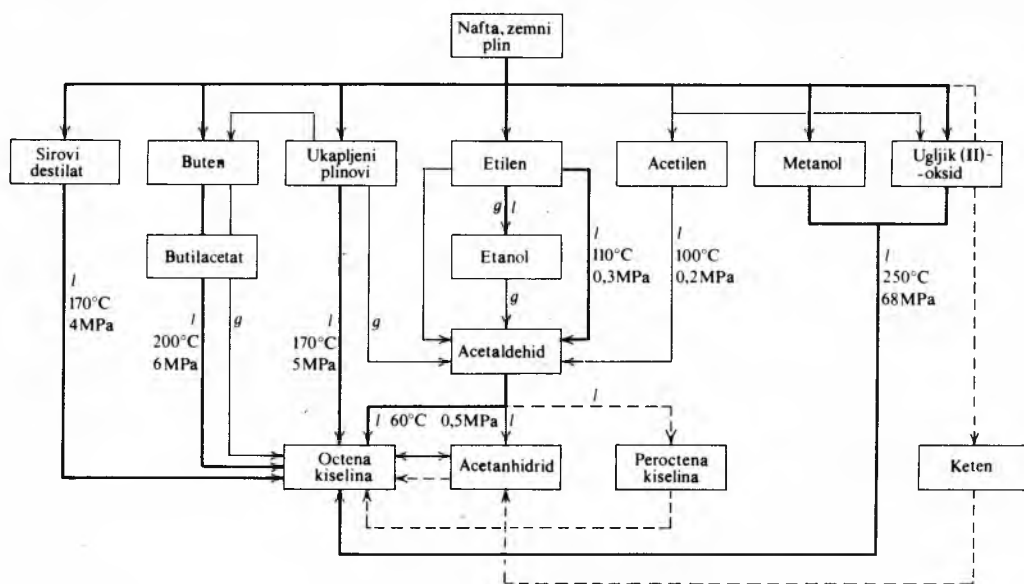 Nafta, zemni
plin
Sirovi
destilat
Buten
Ukapljeni
plinovi
Etilen
Acetilen
Metanol
Ugljik (II)-
-oksid
g l
Butilacetat
Etanol
l
170°C
4MPa
l
200°C
6MPa
g
l
170°C
5MPa
g
g
l
110°C
0,3MPa
l
100°C
0,2MPa
l
250°C
68MPa
Acetaldehid
l
l 60°C 0,5MPa l
Octena
kiselina
Acetanhidrid
Peroctena
kiselina
Keten